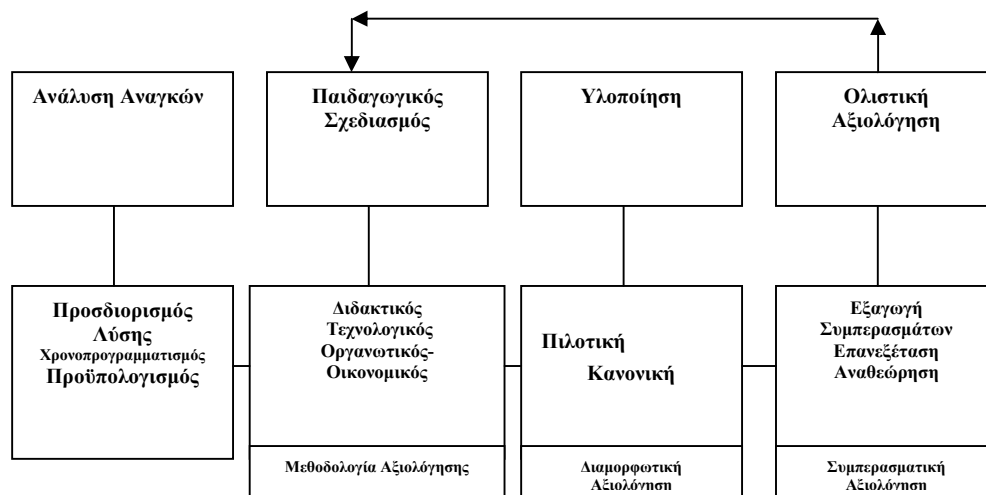 Ανάλυση Αναγκών
Παιδαγωγικός
Σχεδιασμός
Υλοποίηση
Ολιστική
Αξιολόγηση
Προσδιορισμός
Λύσης
Χρονοπρογραμματισμός
Προϋπολογισμός
Διδακτικός
Τεχνολογικός
Οργανωτικός-
Οικονομικός
Μεθοδολογία Αξιολόγησης
Πιλοτική
Κανονική
Διαμορφωτική
Αξιολόγηση
Εξαγωγή
Συμπερασμάτων
Επανεξέταση
Αναθεώρηση
Συμπερασματική
Αξιολόγηση